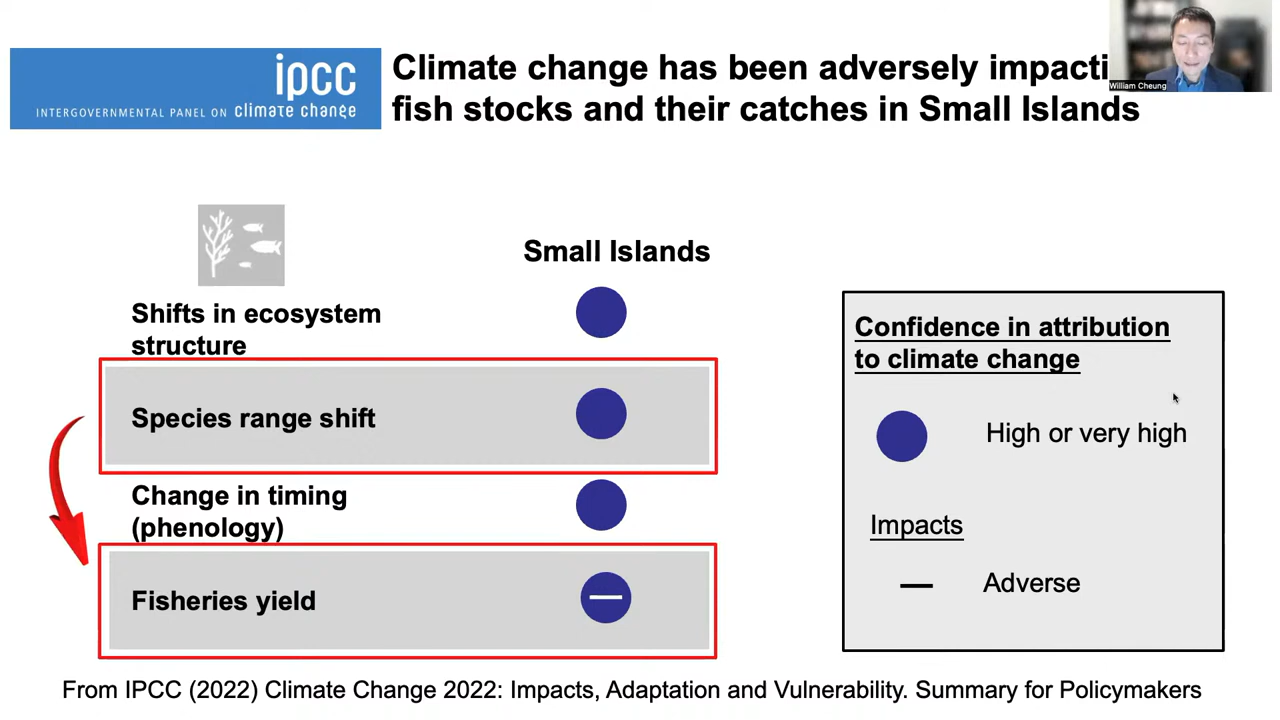 ipcc
INTERGOVERNMENTAL PANEL ON climate change
Climate change has been adversely impacti
fish stocks and their catches in Small Islands
William Cheung
Small Islands
Shifts in ecosystem
structure
Species range shift
Change in timing
(phenology)
Fisheries yield
Confidence in attribution
to climate change
High or very high
Impacts
Adverse
From IPCC (2022) Climate Change 2022: Impacts, Adaptation and Vulnerability. Summary for Policymakers